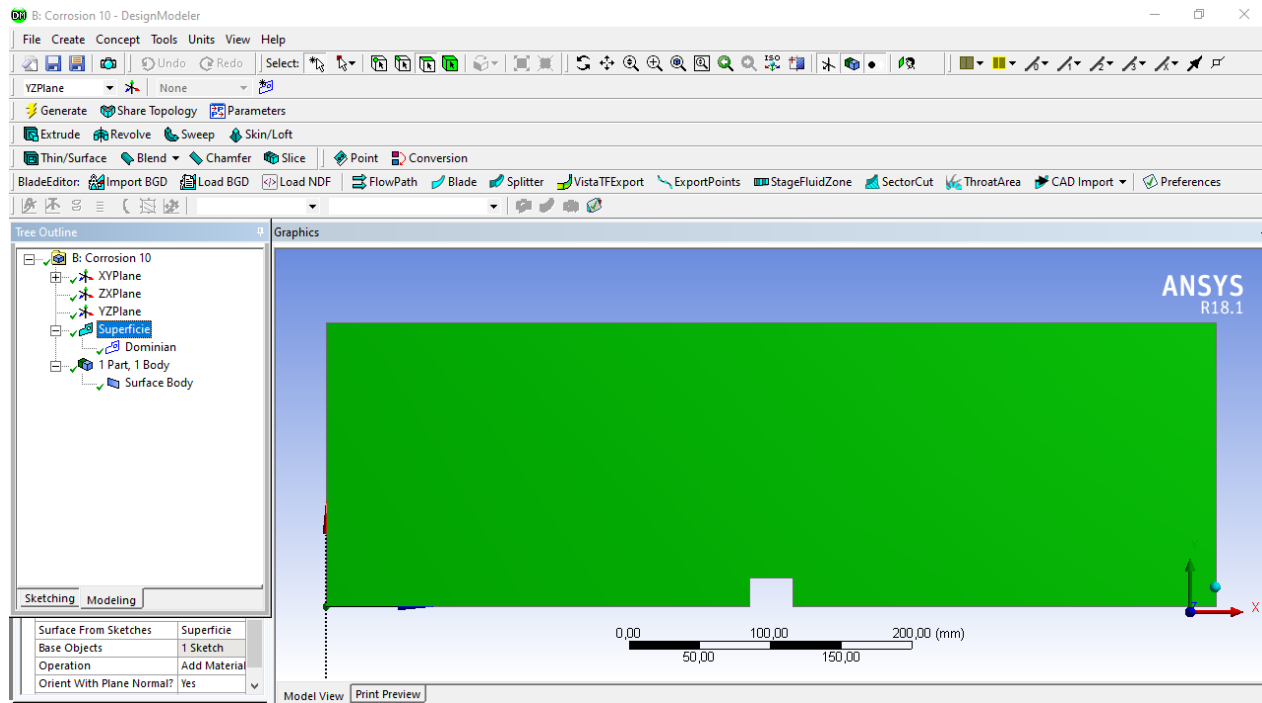 B: Corrosion 10 - DesignModeler
File Create Concept Tools Units View Help
Undo Redo Select: ISO
YZPlane None
Generate Share Topology Parameters
Extrude Revolve Sweep Skin/Loft
Thin/Surface Blend Chamfer Slice Point Conversion
BladeEditor: Import BGD Load BGD Load NDF FlowPath Blade Splitter VistaTFExport ExportPoints StageFluidZone SectorCut ThroatArea CAD Import Preferences
Tree Outline
Graphics
B: Corrosion 10
XYPlane
ZXPlane
YZPlane
Superficie
Dominian
1 Part, 1 Body
Surface Body
ANSYS
R18.1
Sketching Modeling
Surface From Sketches Superficie
Base Objects 1 Sketch
Operation Add Material
Orient With Plane Normal? Yes
Y
Z
X
0,00 100,00 200,00 (mm)
50,00 150,00
Model View Print Preview